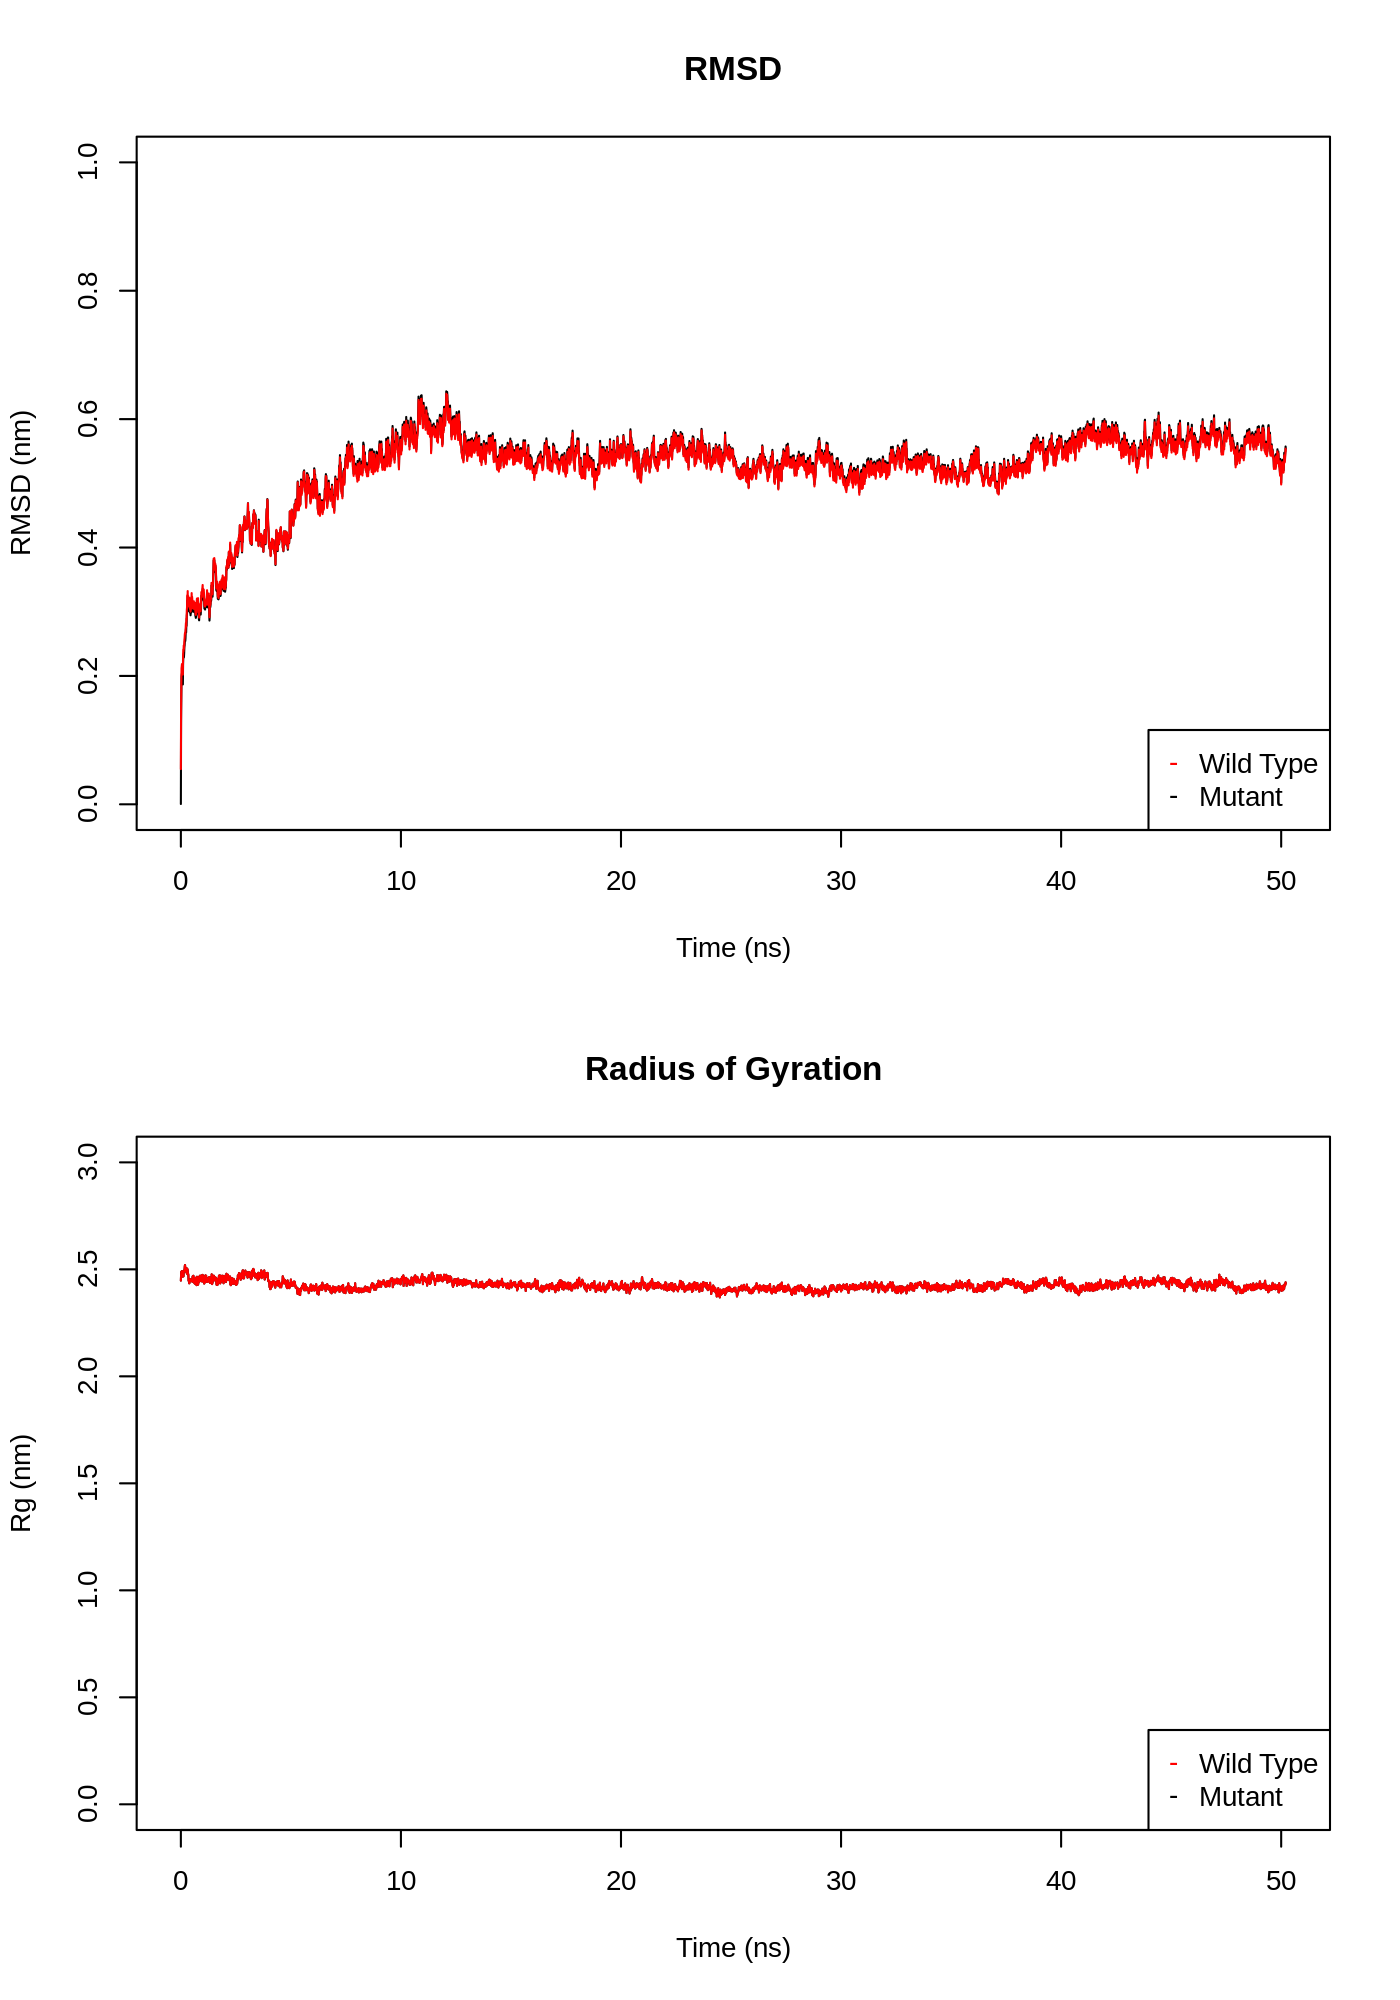 RMSD
RMSD (nm)
1.0
0.8
0.6
0.4
0.2
0.0
- Wild Type
- Mutant
0 10 20 30 40 50
Time (ns)
Radius of Gyration
Rg (nm)
3.0
2.5
2.0
1.5
1.0
0.5
0.0
- Wild Type
- Mutant
0 10 20 30 40 50
Time (ns)